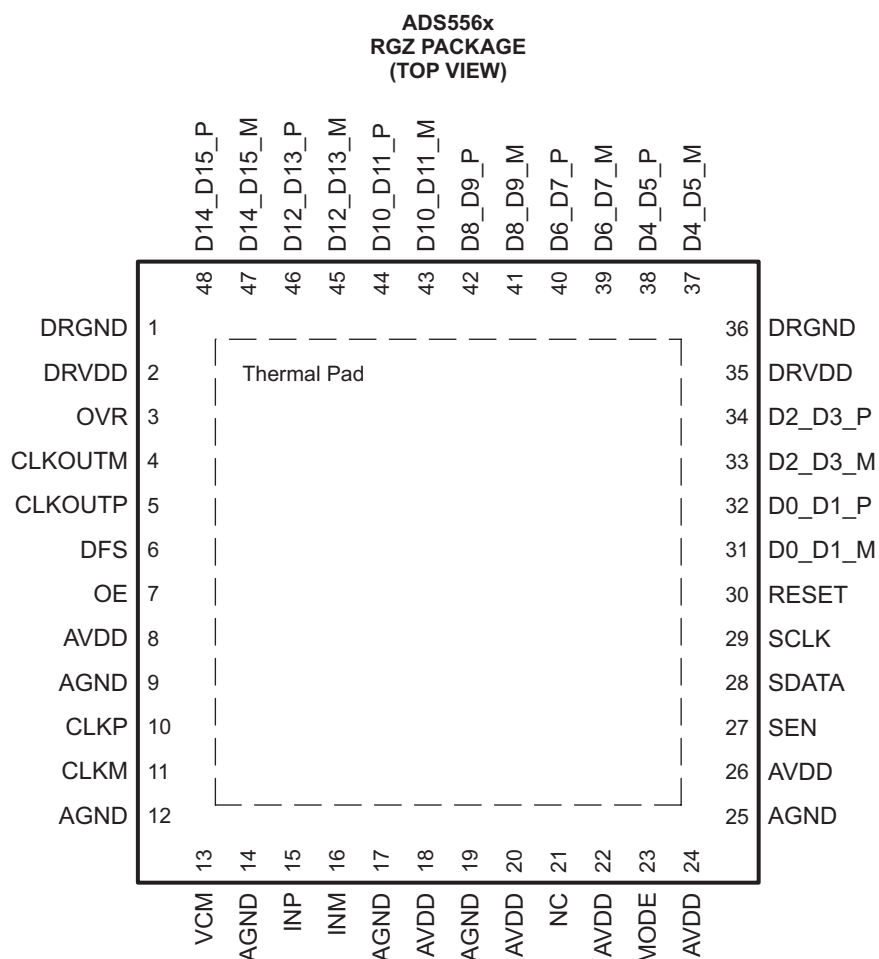 ADS556x
RGZ PACKAGE
(TOP VIEW)
D14_D15_P
D14_D15_M
D12_D13_P
D12_D13_M
D10_D11_P
D10_D11_M
D8_D9_P
D8_D9_M
D6_D7_P
D6_D7_M
D4_D5_P
D4_D5_M
48 47 46 45 44 43 42 41 40 39 38 37
DRGND 1
DRVDD 2
OVR 3
CLKOUTM 4
CLKOUTP 5
DFS 6
OE 7
AVDD 8
AGND 9
CLKP 10
CLKM 11
AGND 12
Thermal Pad
36 DRGND
35 DRVDD
34 D2_D3_P
33 D2_D3_M
32 D0_D1_P
31 D0_D1_M
30 RESET
29 SCLK
28 SDATA
27 SEN
26 AVDD
25 AGND
13 14 15 16 17 18 19 20 21 22 23 24
VCM
AGND
INP
INM
AGND
AVDD
AGND
AVDD
NC
AVDD
MODE
AVDD